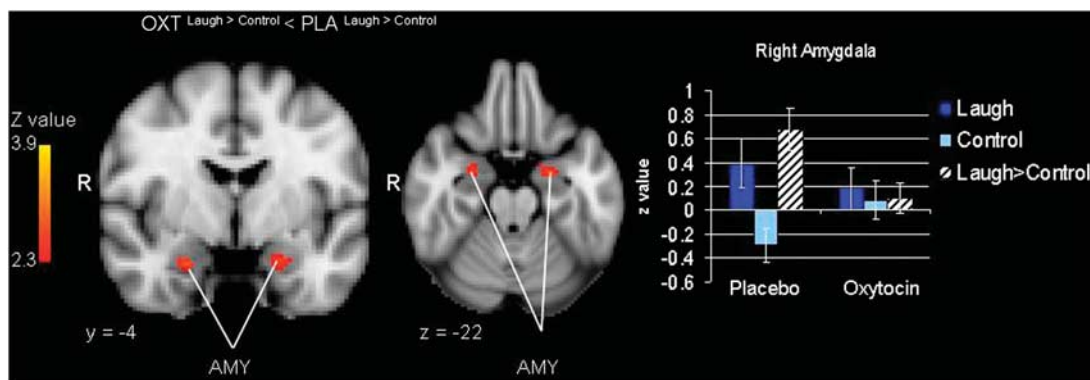 OXT Laugh > Control < PLA Laugh > Control
Z value
3.9
2.3
R
y = -4
AMY
R
z = -22
AMY
Right Amygdala
z value
1
0.8
0.6
0.4
0.2
0
-0.2
-0.4
-0.6
Placebo
Oxytocin
Laugh
Control
Laugh>Control